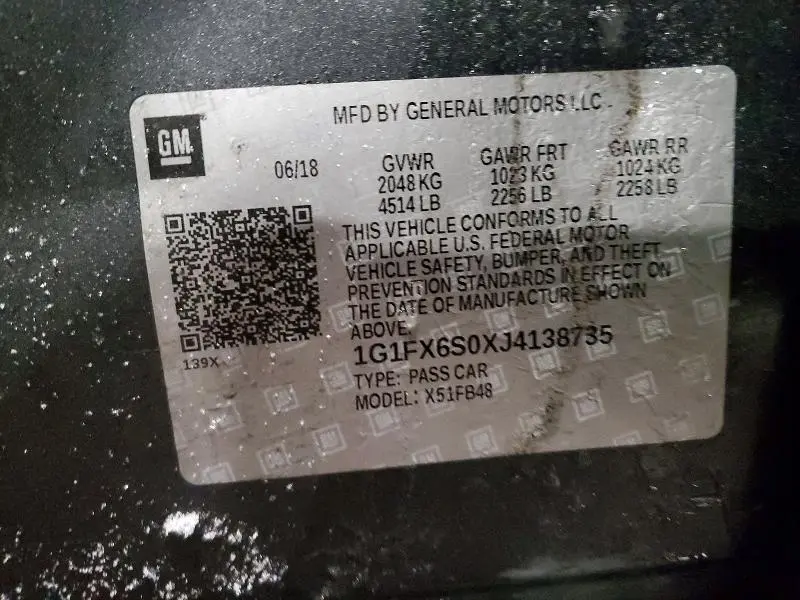 MFD BY GENERAL MOTORS LLC
GM
06/18
GVWR
2048 KG
4514 LB
GAWR FRT
1023 KG
2256 LB
GAWR RR
1024 KG
2258 LB
THIS VEHICLE CONFORMS TO ALL
APPLICABLE U.S. FEDERAL MOTOR
VEHICLE SAFETY, BUMPER, AND THEFT
PREVENTION STANDARDS IN EFFECT ON
THE DATE OF MANUFACTURE SHOWN
ABOVE.
139X
1G1FX6S0XJ4138735
TYPE: PASS CAR
MODEL: X51FB48